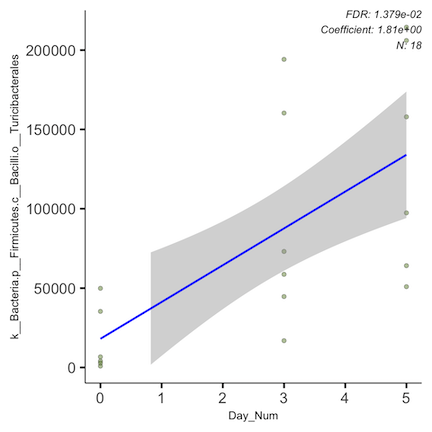 FDR: 1.379e-02
Coefficient: 1.81e+00
N: 18
200000
150000
100000
50000
0
k__Bacteria.p__Firmicutes.c__Bacilli.o__Turicibacterales
0 1 2 3 4 5
Day_Num